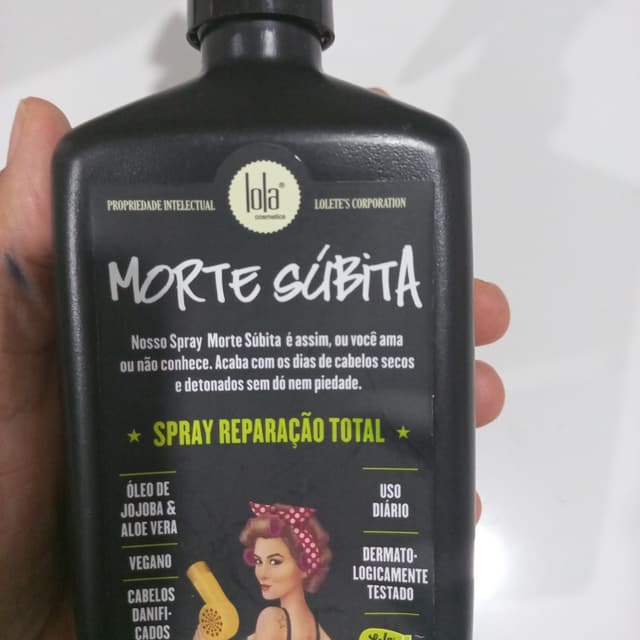 lola®
cosmetics
PROPRIEDADE INTELECTUAL
LOLETE'S CORPORATION
MORTE SÚBITA
Nosso Spray Morte Súbita é assim, ou você ama
ou não conhece. Acaba com os dias de cabelos secos
e detonados sem dó nem piedade.
★ SPRAY REPARAÇÃO TOTAL ★
ÓLEO DE
JOJOBA &
ALOE VERA
VEGANO
CABELOS
DANIFI-
CADOS
USO
DIÁRIO
DERMATO-
LOGICAMENTE
TESTADO